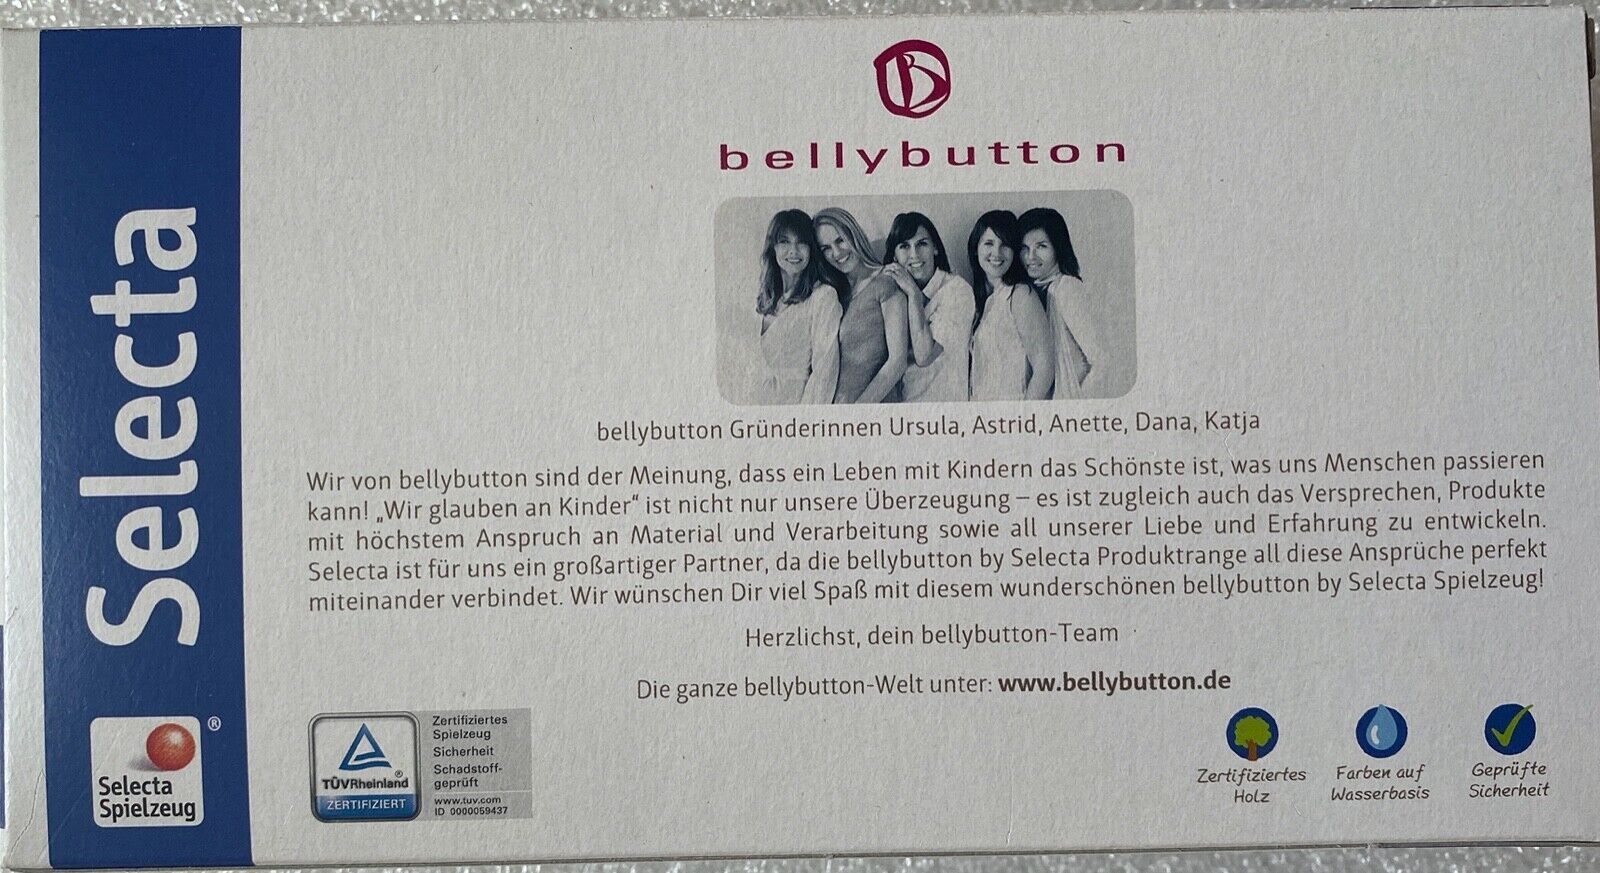 Selecta
Selecta
Spielzeug
®
B
bellybutton
bellybutton Gründerinnen Ursula, Astrid, Anette, Dana, Katja
Wir von bellybutton sind der Meinung, dass ein Leben mit Kindern das Schönste ist, was uns Menschen passieren
kann! „Wir glauben an Kinder“ ist nicht nur unsere Überzeugung – es ist zugleich auch das Versprechen, Produkte
mit höchstem Anspruch an Material und Verarbeitung sowie all unserer Liebe und Erfahrung zu entwickeln.
Selecta ist für uns ein großartiger Partner, da die bellybutton by Selecta Produktrange all diese Ansprüche perfekt
miteinander verbindet. Wir wünschen Dir viel Spaß mit diesem wunderschönen bellybutton by Selecta Spielzeug!
Herzlichst, dein bellybutton-Team
Die ganze bellybutton-Welt unter: www.bellybutton.de
TÜVRheinland®
ZERTIFIZIERT
Zertifiziertes
Spielzeug
Sicherheit
Schadstoff-
geprüft
www.tuv.com
ID 0000059437
Zertifiziertes
Holz
Farben auf
Wasserbasis
Geprüfte
Sicherheit